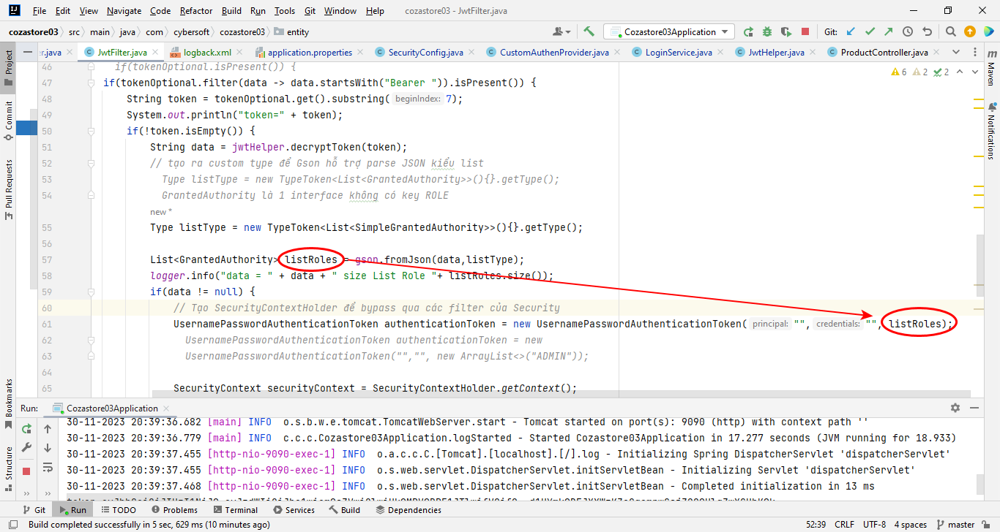 File Edit View Navigate Code Refactor Build Run Tools Git Window Help cozastore03 - JwtFilter.java
cozastore03 src main java com cybersoft cozastore03 entity Cozastore03Application Git:
er.java JwtFilter.java logback.xml application.properties SecurityConfig.java CustomAuthenProvider.java LoginService.java JwtHelper.java ProductController.java
Project
Commit
Pull Requests
Bookmarks
Structure
Maven
Notifications
6 2 2
46 if(tokenOptional.isPresent()) {
47 if(tokenOptional.filter(data -> data.startsWith("Bearer ")).isPresent()) {
48 String token = tokenOptional.get().substring( beginIndex: 7);
49 System.out.println("token=" + token);
50 if(!token.isEmpty()) {
51 String data = jwtHelper.decryptToken(token);
52 // tạo ra custom type để Gson hỗ trợ parse JSON kiểu list
53 Type listType = new TypeToken<List<GrantedAuthority>>(){}.getType();
54 GrantedAuthority là 1 interface không có key ROLE
new *
55 Type listType = new TypeToken<List<SimpleGrantedAuthority>>(){}.getType();
56
57 List<GrantedAuthority> listRoles = gson.fromJson(data,listType);
58 logger.info("data = " + data + " size List Role "+ listRoles.size());
59 if(data != null) {
60 // Tạo SecurityContextHolder để bypass qua các filter của Security
61 UsernamePasswordAuthenticationToken authenticationToken = new UsernamePasswordAuthenticationToken( principal: "", credentials: "", listRoles);
62 UsernamePasswordAuthenticationToken authenticationToken = new
63 UsernamePasswordAuthenticationToken("","", new ArrayList<>("ADMIN"));
64
65 SecurityContext securityContext = SecurityContextHolder.getContext();
Run: Cozastore03Application
30-11-2023 20:39:36.682 [main] INFO o.s.b.w.e.tomcat.TomcatWebServer.start - Tomcat started on port(s): 9090 (http) with context path ''
30-11-2023 20:39:36.779 [main] INFO c.c.c.Cozastore03Application.logStarted - Started Cozastore03Application in 17.277 seconds (JVM running for 18.933)
30-11-2023 20:39:37.455 [http-nio-9090-exec-1] INFO o.a.c.c.C.[Tomcat].[localhost].[/].log - Initializing Spring DispatcherServlet 'dispatcherServlet'
30-11-2023 20:39:37.455 [http-nio-9090-exec-1] INFO o.s.web.servlet.DispatcherServlet.initServletBean - Initializing Servlet 'dispatcherServlet'
30-11-2023 20:39:37.468 [http-nio-9090-exec-1] INFO o.s.web.servlet.DispatcherServlet.initServletBean - Completed initialization in 13 ms
Git Run TODO Problems Terminal Services Build Dependencies
Build completed successfully in 5 sec, 629 ms (10 minutes ago) 52:39 CRLF UTF-8 4 spaces master